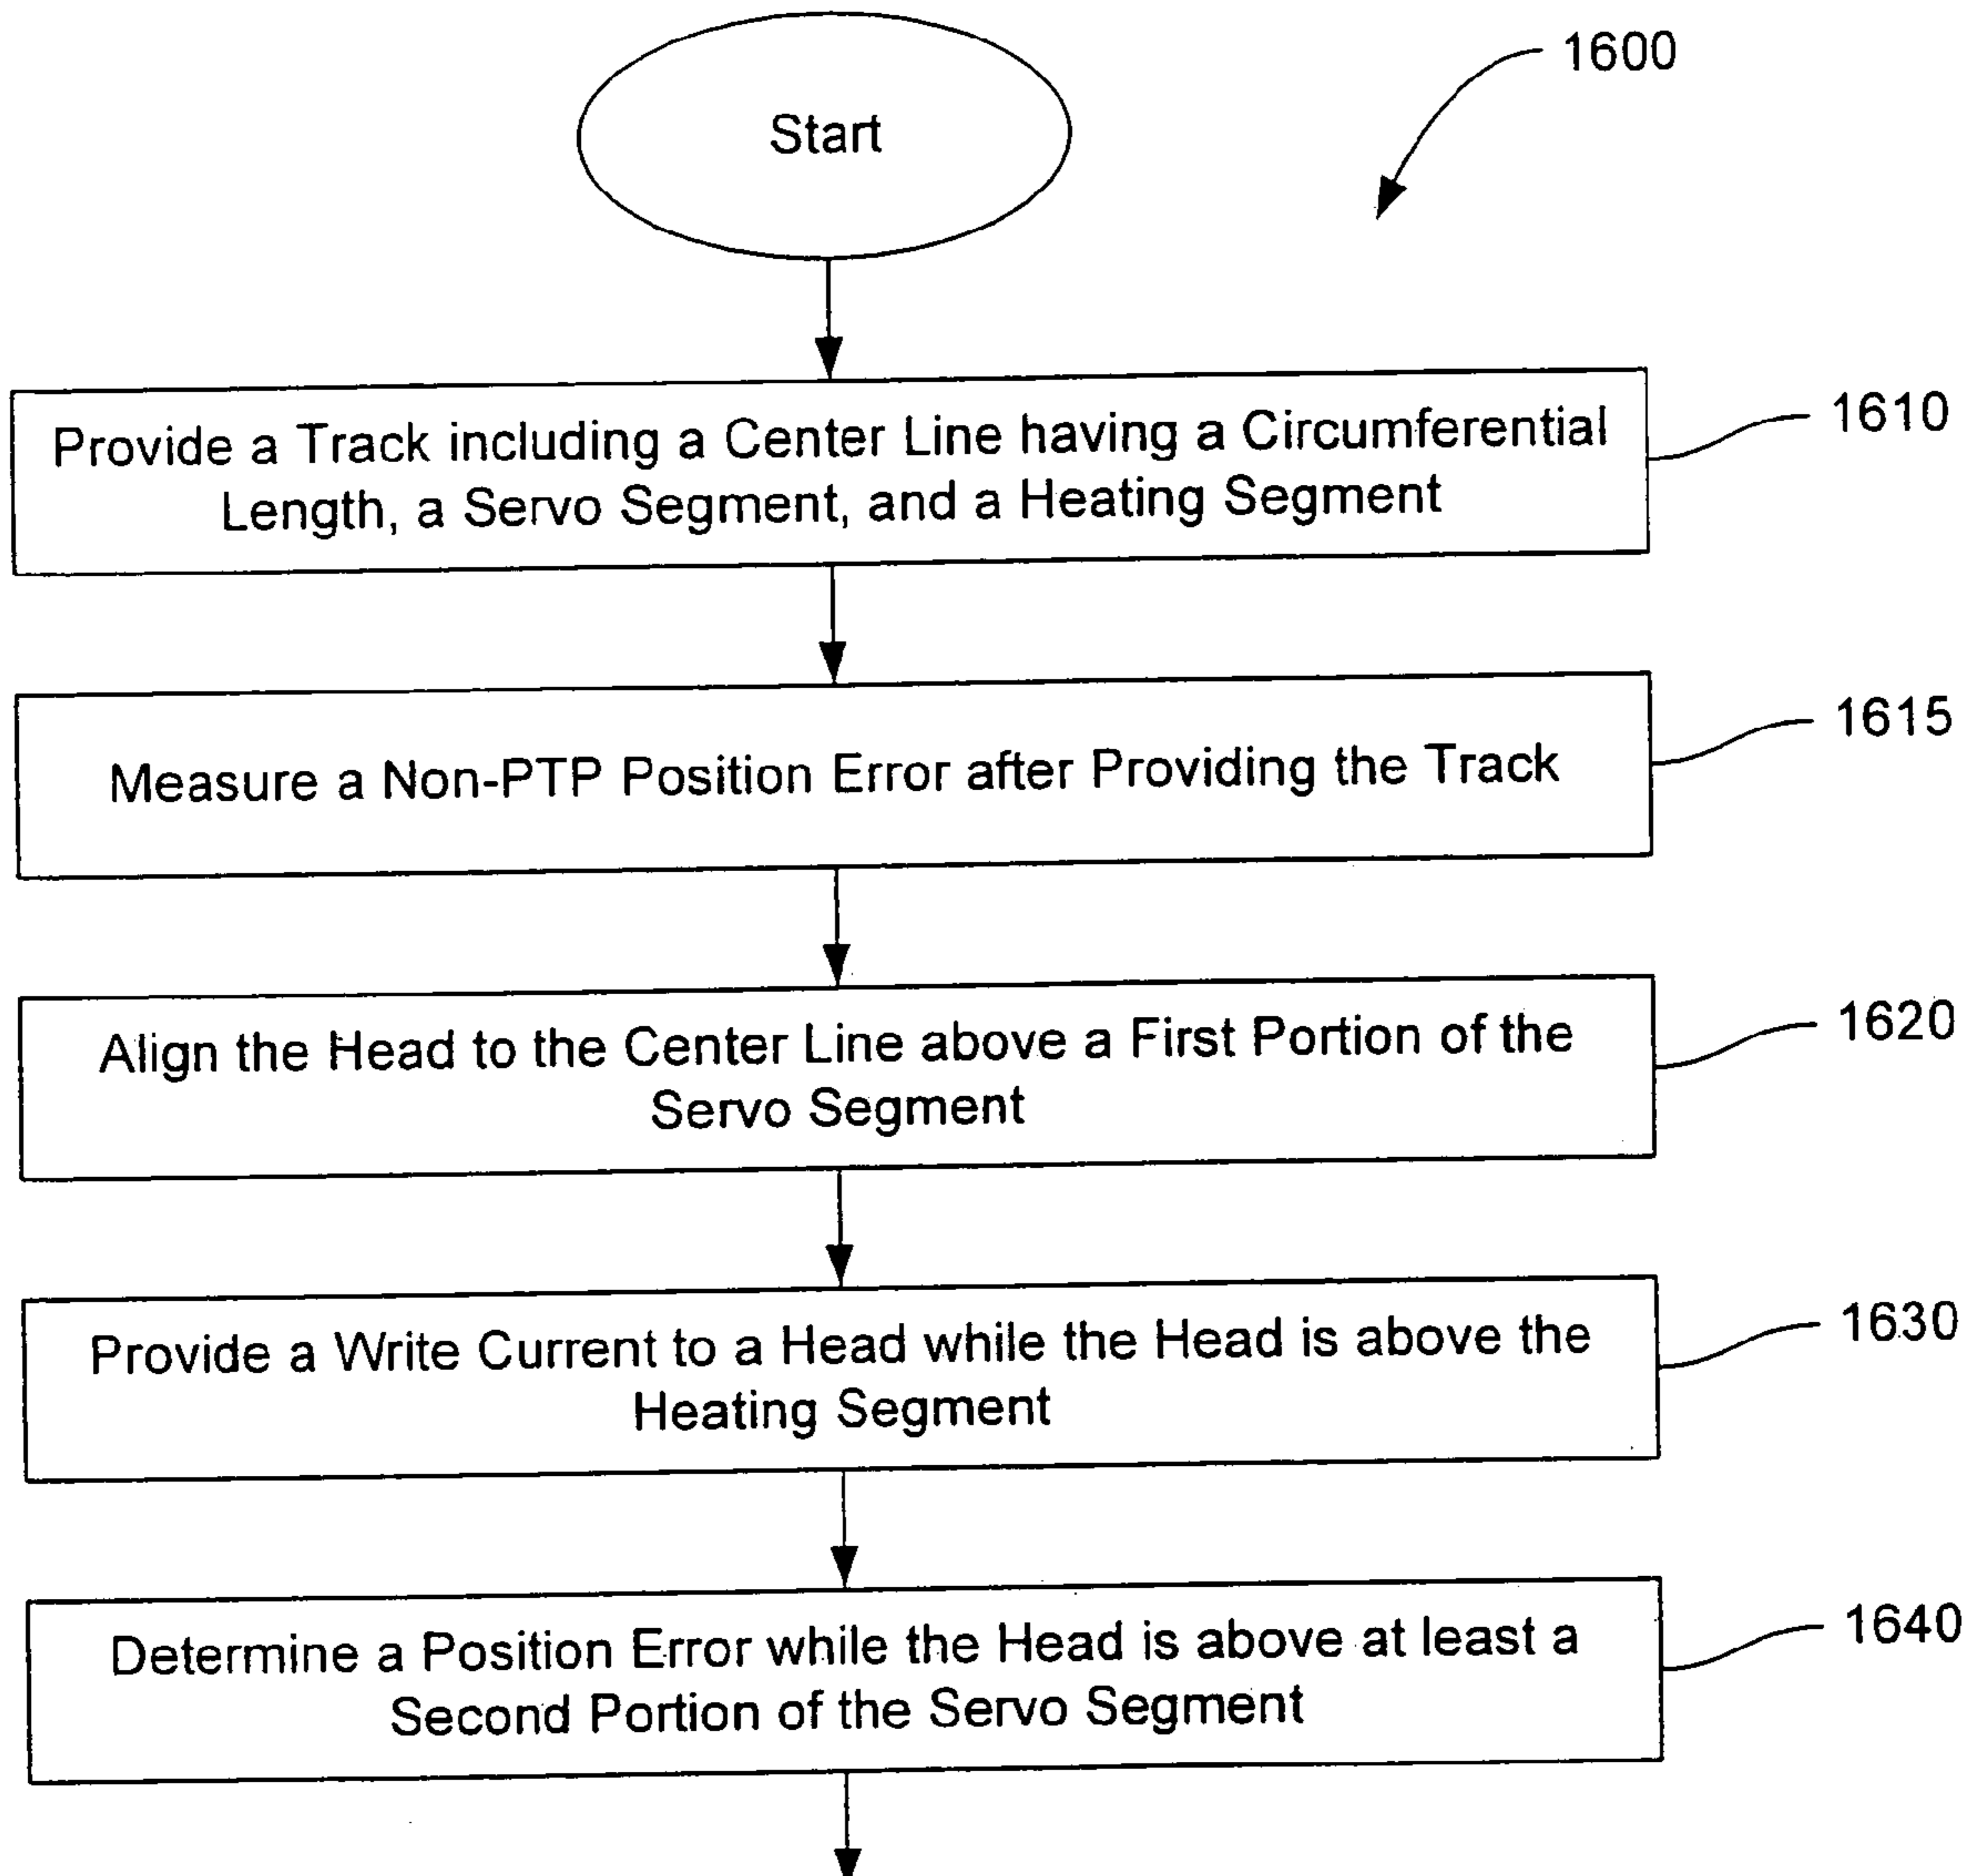 1600
Start
Provide a Track including a Center Line having a Circumferential
Length, a Servo Segment, and a Heating Segment
1610
Measure a Non-PTP Position Error after Providing the Track
1615
Align the Head to the Center Line above a First Portion of the
Servo Segment
1620
Provide a Write Current to a Head while the Head is above the
Heating Segment
1630
Determine a Position Error while the Head is above at least a
Second Portion of the Servo Segment
1640